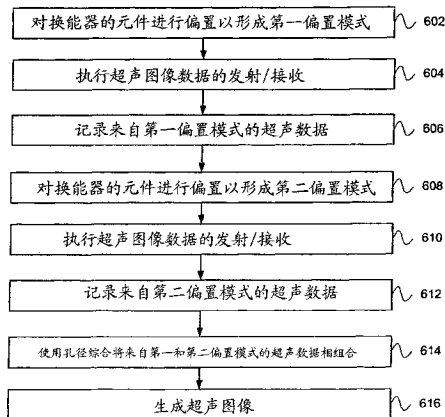 对换能器的元件进行偏置以形成第一偏置模式
602
执行超声图像数据的发射/接收
604
记录来自第一偏置模式的超声数据
606
对换能器的元件进行偏置以形成第二偏置模式
608
执行超声图像数据的发射/接收
610
记录来自第二偏置模式的超声数据
612
使用孔径综合将来自第一和第二偏置模式的超声数据相组合
614
生成超声图像
616